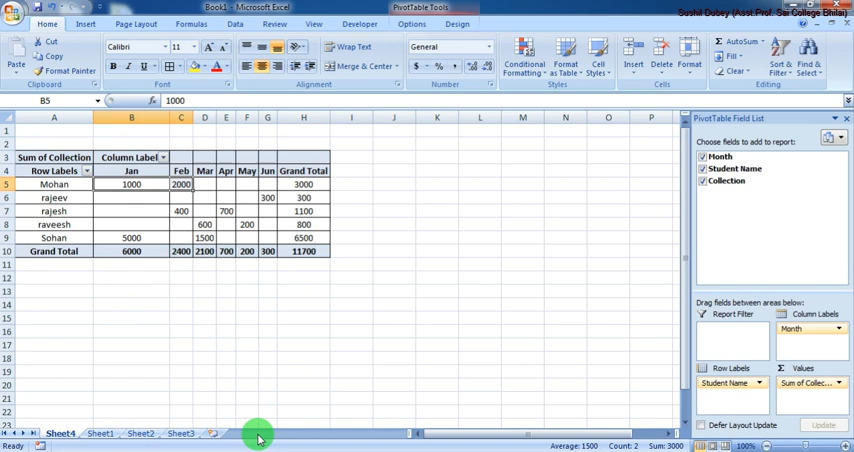 Book1 - Microsoft Excel
PivotTable Tools
Sushil Dubey (Asst.Prof. Sai College Bhilai)
Home Insert Page Layout Formulas Data Review View Developer Options Design
Paste
Cut
Copy
Format Painter
Clipboard
Calibri 11
B I U
Font
Wrap Text
Merge & Center
Alignment
General
$ % ,
Number
Conditional Formatting
Format as Table
Cell Styles
Styles
Insert Delete Format
Cells
Σ AutoSum
Fill
Clear
Sort & Filter
Find & Select
Editing
B5 fx 1000
A B C D E F G H I J K L M N O P
1
2
3 Sum of Collection Column Label
4 Row Labels Jan Feb Mar Apr May Jun Grand Total
5 Mohan 1000 2000 3000
6 rajeev 300 300
7 rajesh 400 700 1100
8 raveesh 600 200 800
9 Sohan 5000 1500 6500
10 Grand Total 6000 2400 2100 700 200 300 11700
11
12
13
14
15
16
17
18
19
20
21
22
23
PivotTable Field List
Choose fields to add to report:
Month
Student Name
Collection
Drag fields between areas below:
Report Filter
Column Labels
Month
Row Labels
Σ Values
Student Name
Sum of Collec...
Defer Layout Update
Update
Sheet4 Sheet1 Sheet2 Sheet3
Ready
Average: 1500 Count: 2 Sum: 3000
100%